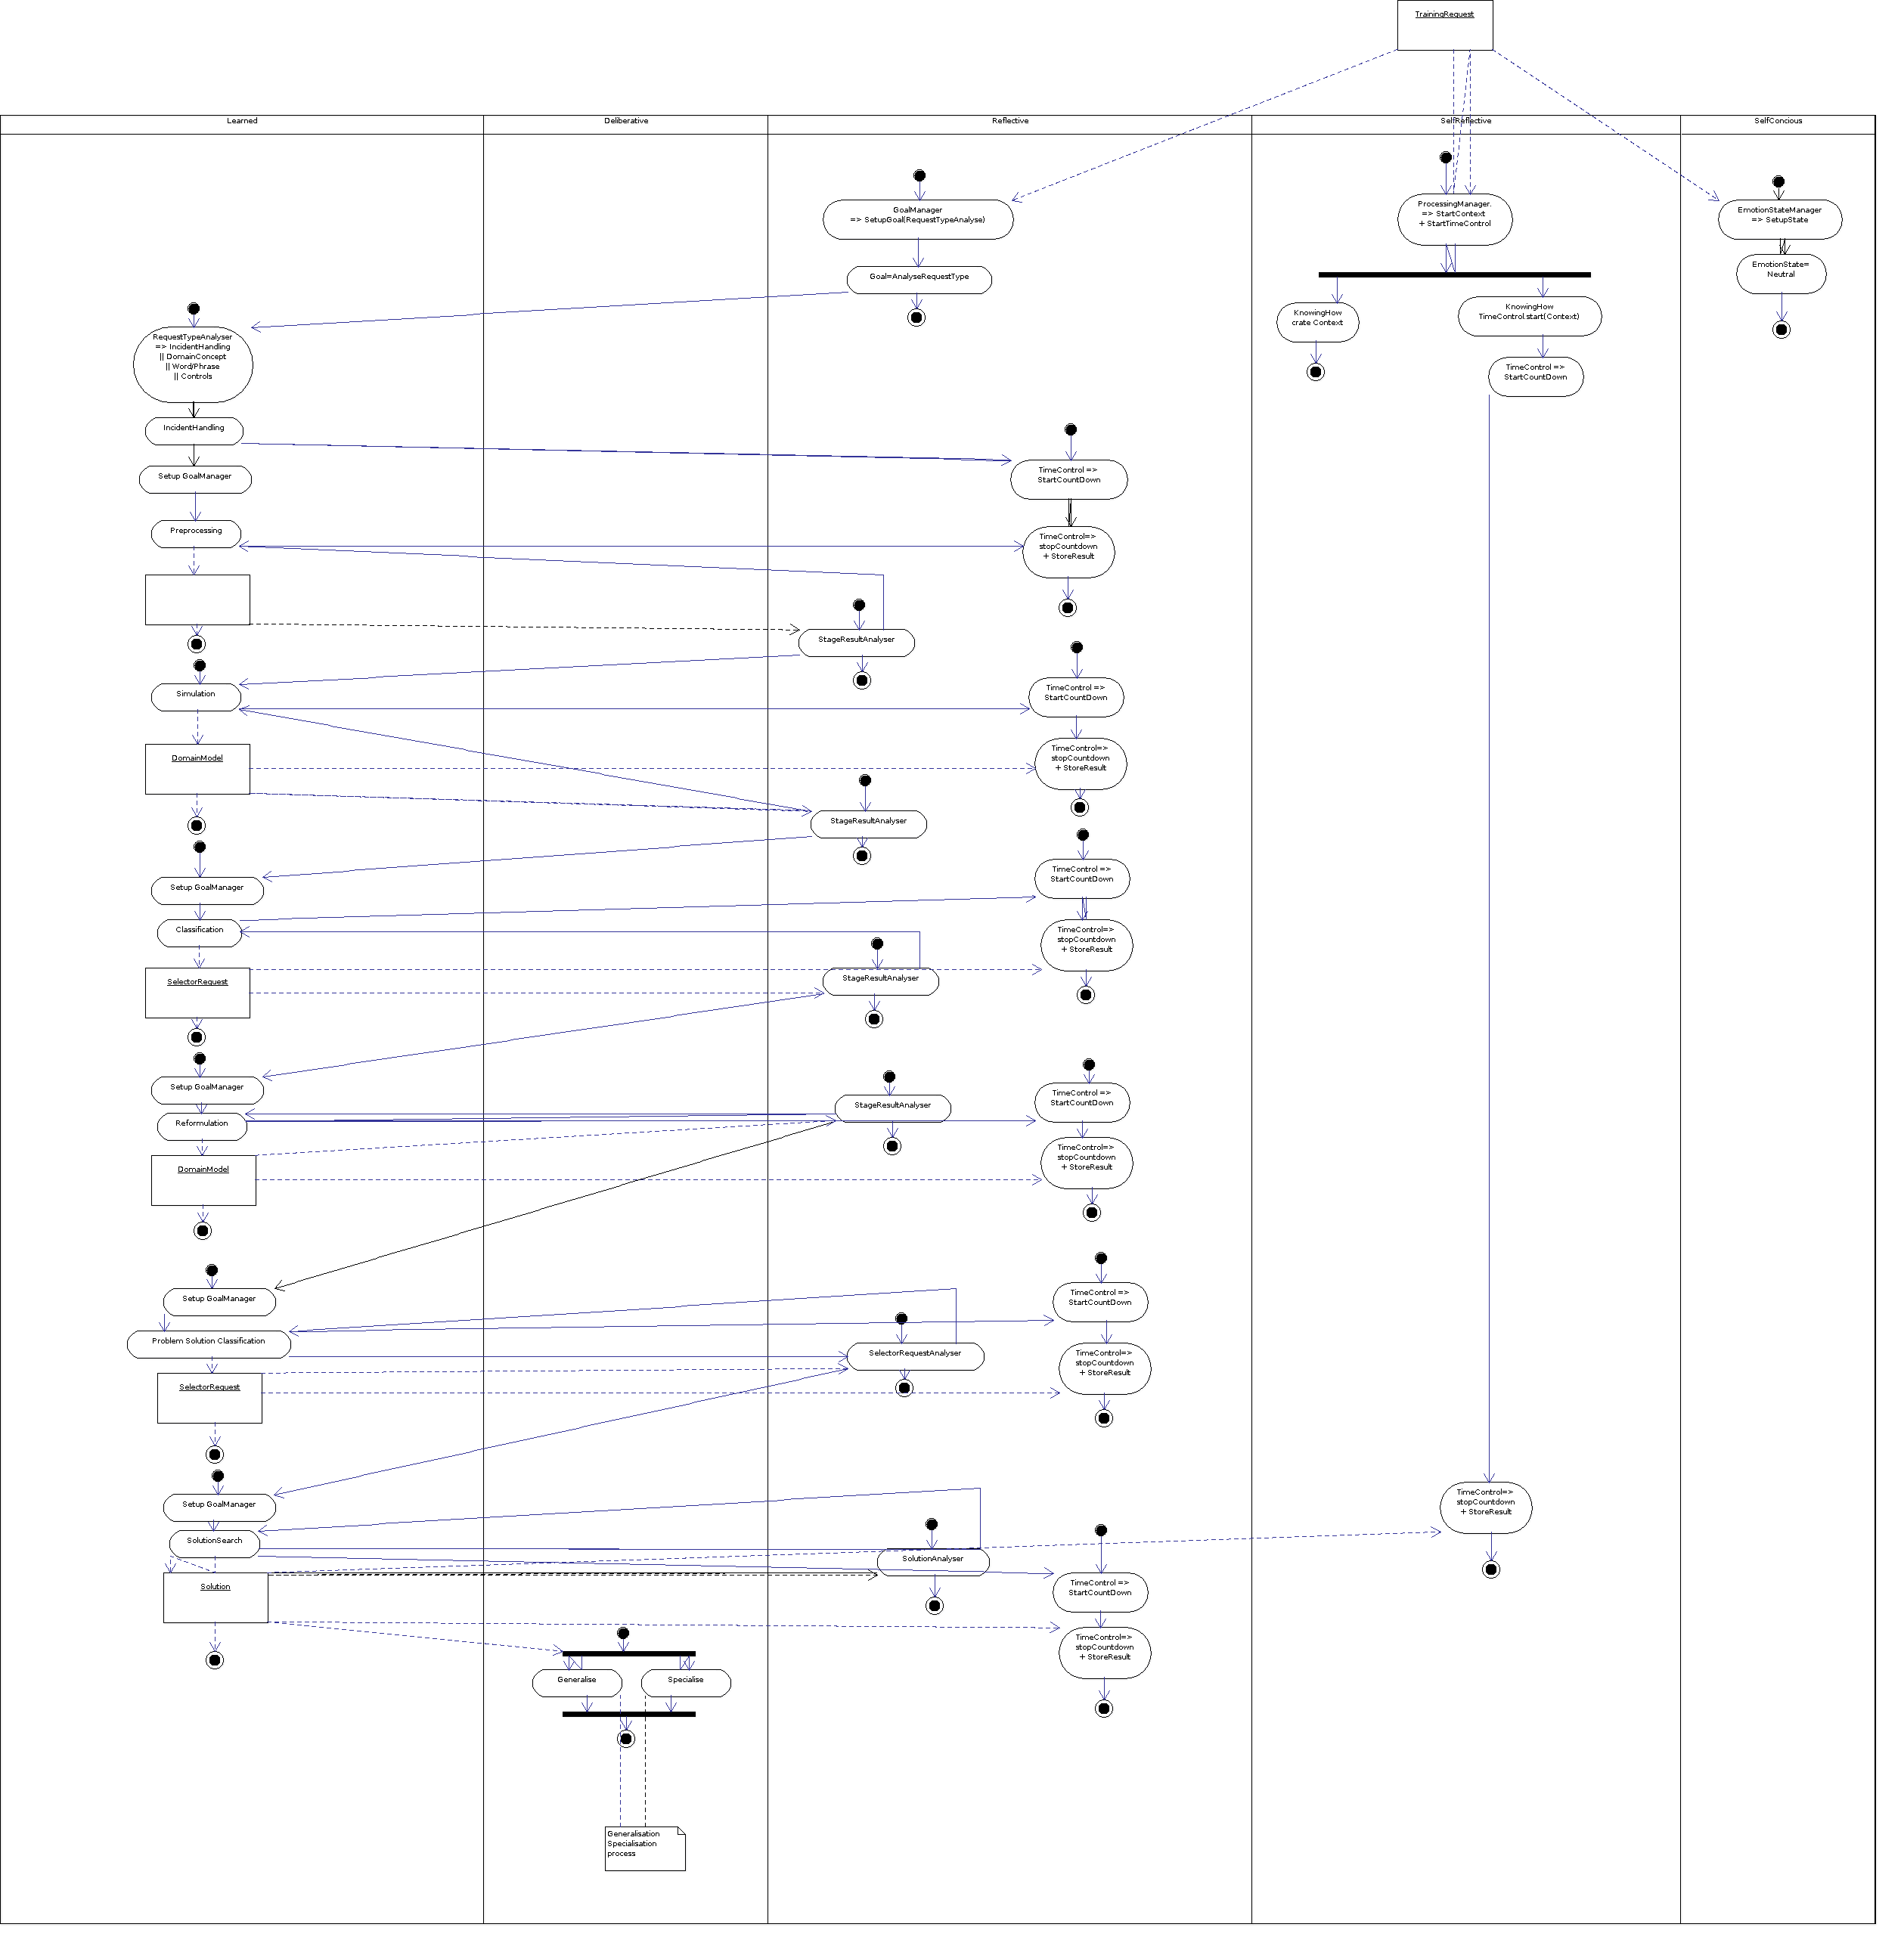 TrainingRequest
Learned
Deliberative
Reflective
SelfReflective
SelfConcious
GoalManager
=> SetupGoal(RequestTypeAnalyse)
ProcessingManager.
=> StartContext
+ StartTimeControl
EmotionStateManager
=> SetupState
Goal=AnalyseRequestType
EmotionState=
Neutral
KnowingHow
crate Context
KnowingHow
TimeControl.start(Context)
RequestTypeAnalyser
=> IncidentHandling
|| DomainConcept
|| Word/Phrase
|| Controls
TimeControl =>
StartCountDown
IncidentHandling
Setup GoalManager
TimeControl =>
StartCountDown
Preprocessing
TimeControl=>
stopCountdown
+ StoreResult
StageResultAnalyser
Simulation
TimeControl =>
StartCountDown
DomainModel
TimeControl=>
stopCountdown
+ StoreResult
StageResultAnalyser
Setup GoalManager
TimeControl =>
StartCountDown
Classification
TimeControl=>
stopCountdown
+ StoreResult
SelectorRequest
StageResultAnalyser
Setup GoalManager
StageResultAnalyser
TimeControl =>
StartCountDown
Reformulation
TimeControl=>
stopCountdown
+ StoreResult
DomainModel
Setup GoalManager
TimeControl =>
StartCountDown
Problem Solution Classification
SelectorRequestAnalyser
TimeControl=>
stopCountdown
+ StoreResult
SelectorRequest
Setup GoalManager
TimeControl=>
stopCountdown
+ StoreResult
SolutionSearch
SolutionAnalyser
Solution
TimeControl =>
StartCountDown
TimeControl=>
stopCountdown
+ StoreResult
Generalise
Specialise
Generalisation
Specialisation
process